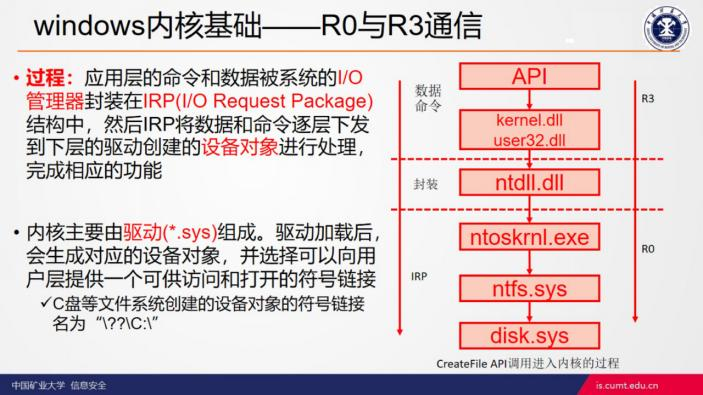 windows内核基础——R0与R3通信
• 过程：应用层的命令和数据被系统的I/O
管理器封装在IRP(I/O Request Package)
结构中，然后IRP将数据和命令逐层下发
到下层的驱动创建的设备对象进行处理，
完成相应的功能
• 内核主要由驱动(*.sys)组成。驱动加载后，
会生成对应的设备对象，并选择可以向用
户层提供一个可供访问和打开的符号链接
✓C盘等文件系统创建的设备对象的符号链接
名为“\??\C:\”
数据
命令
封装
IRP
API
kernel.dll
user32.dll
ntdll.dll
ntoskrnl.exe
ntfs.sys
disk.sys
R3
R0
CreateFile API调用进入内核的过程
中国矿业大学 信息安全
is.cumt.edu.cn